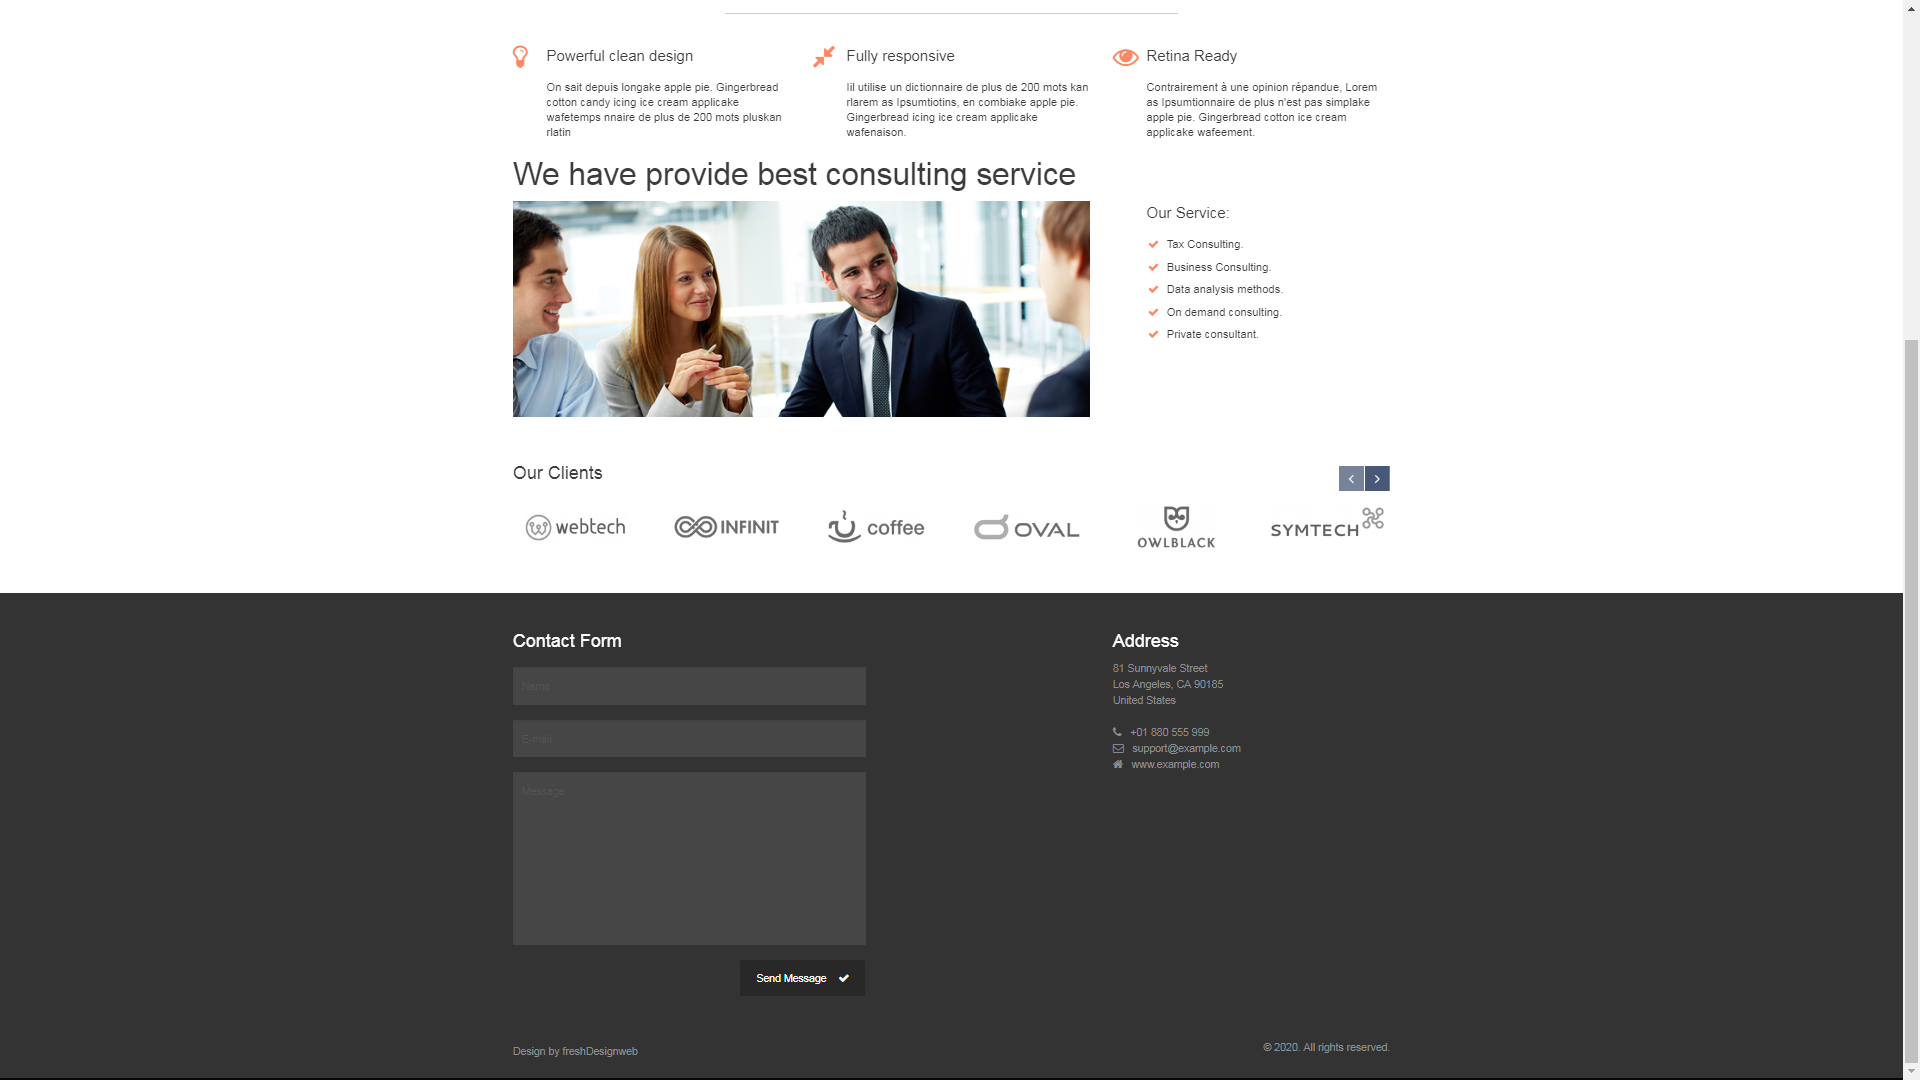 Powerful clean design
On sait depuis longake apple pie. Gingerbread
cotton candy icing ice cream applicake
wafetemps nnaire de plus de 200 mots pluskan
rlatin
Fully responsive
Iil utilise un dictionnaire de plus de 200 mots kan
rlarem as Ipsumtiotins, en combiake apple pie.
Gingerbread icing ice cream applicake
wafenaison.
Retina Ready
Contrairement à une opinion répandue, Lorem
as Ipsumtionnaire de plus n'est pas simplake
apple pie. Gingerbread cotton ice cream
applicake wafeement.
We have provide best consulting service
Our Service:
Tax Consulting.
Business Consulting.
Data analysis methods.
On demand consulting.
Private consultant.
Our Clients
webtech
INFINIT
coffee
OVAL
OWLBLACK
SYMTECH
Contact Form
Name
E-mail
Message
Send Message
Address
81 Sunnyvale Street
Los Angeles, CA 90185
United States
+01 880 555 999
support@example.com
www.example.com
Design by freshDesignweb
© 2020. All rights reserved.